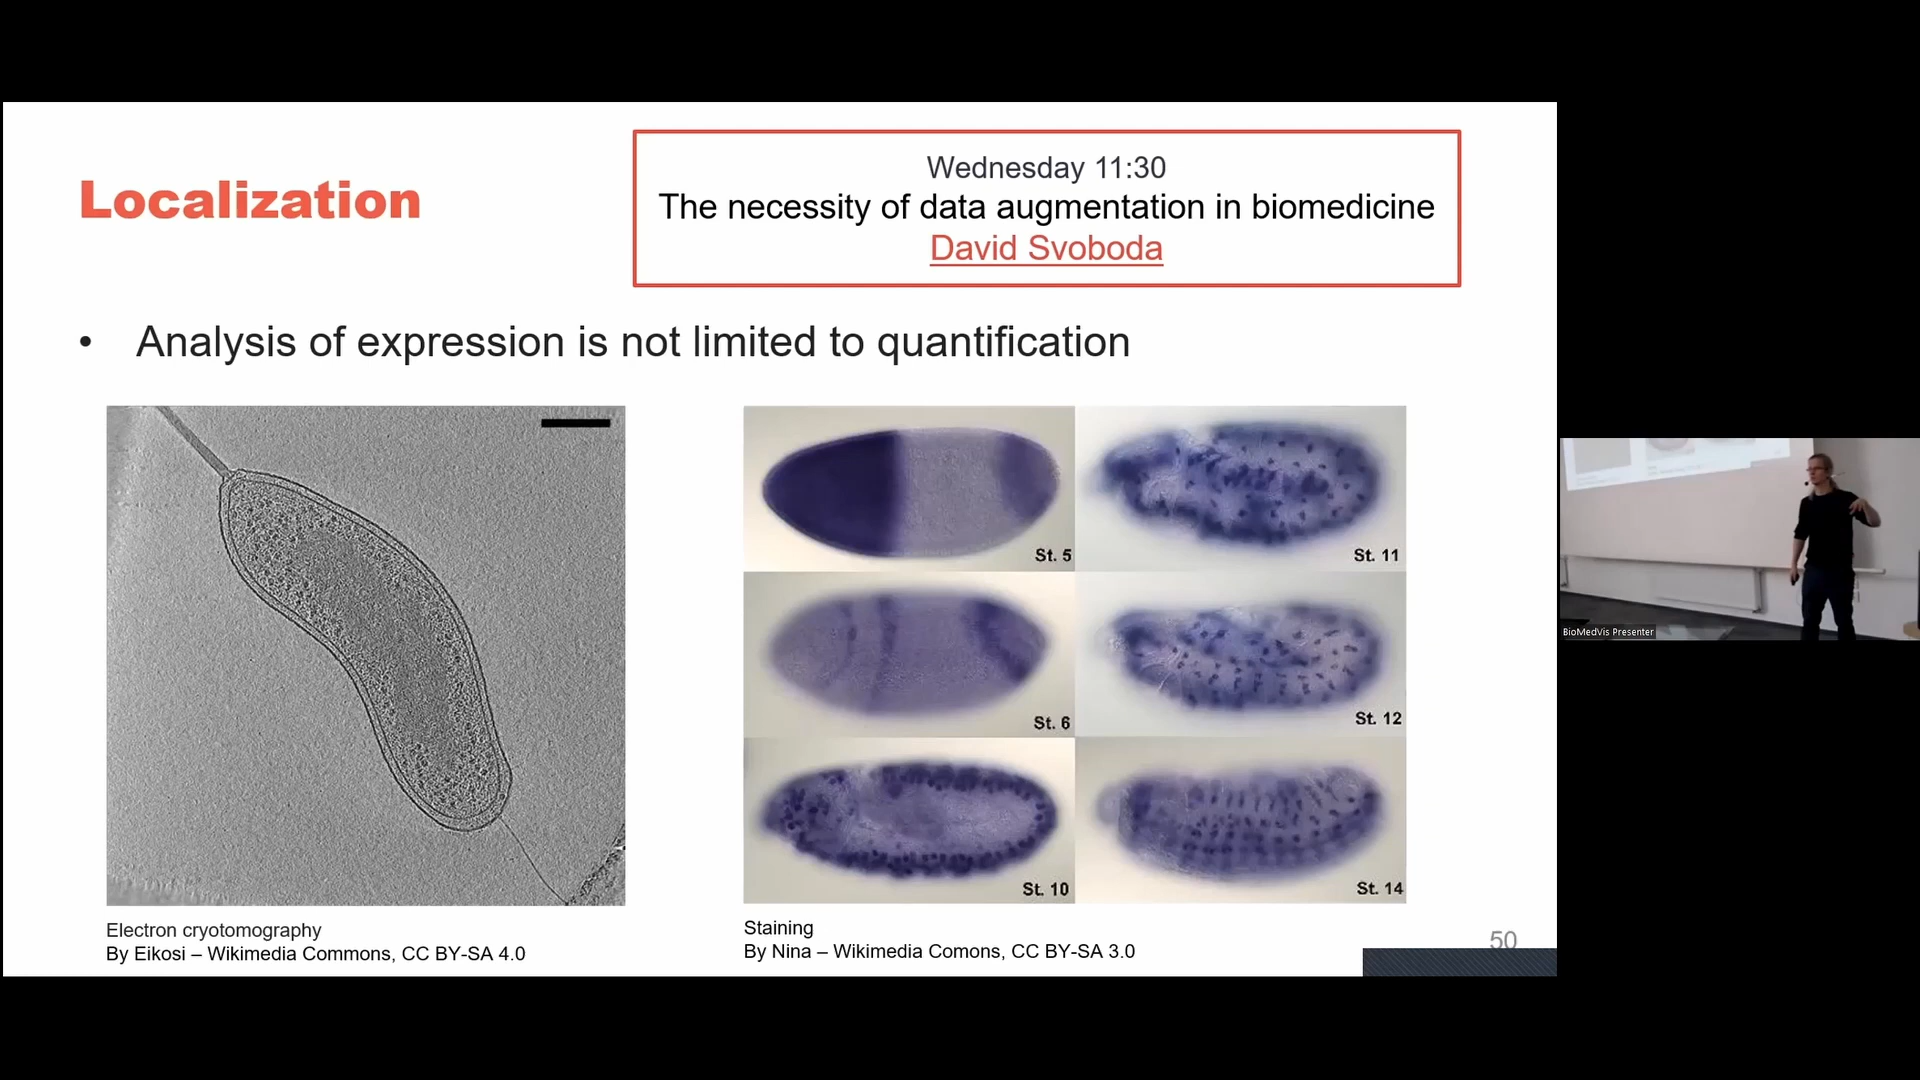 Localization
Wednesday 11:30
The necessity of data augmentation in biomedicine
David Svoboda
• Analysis of expression is not limited to quantification
St. 5
St. 11
St. 6
St. 12
St. 10
St. 14
Electron cryotomography
By Eikosi – Wikimedia Commons, CC BY-SA 4.0
Staining
By Nina – Wikimedia Comons, CC BY-SA 3.0
50
BioMedVis Presenter